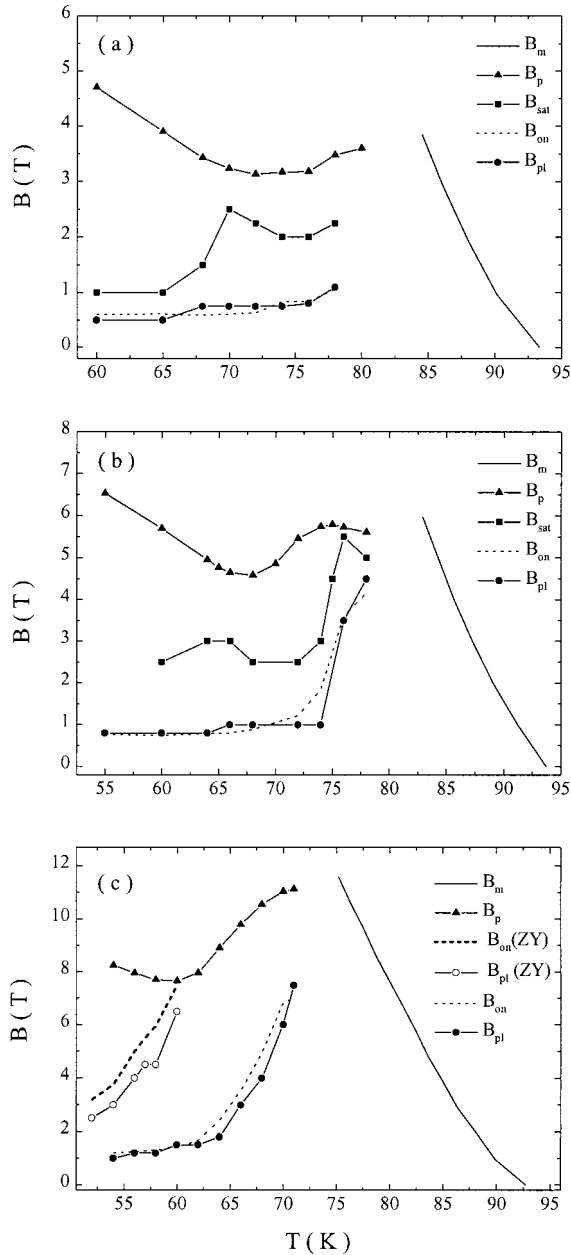 ( a )
B_m
B_p
B_sat
B_on
B_pl
B ( T )
6
5
4
3
2
1
0
60 65 70 75 80 85 90 95
( b )
B_m
B_p
B_sat
B_on
B_pl
B ( T )
8
7
6
5
4
3
2
1
0
55 60 65 70 75 80 85 90 95
( c )
B_m
B_p
B_on(ZY)
B_pl (ZY)
B_on
B_pl
B ( T )
12
10
8
6
4
2
0
55 60 65 70 75 80 85 90 95
T ( K )